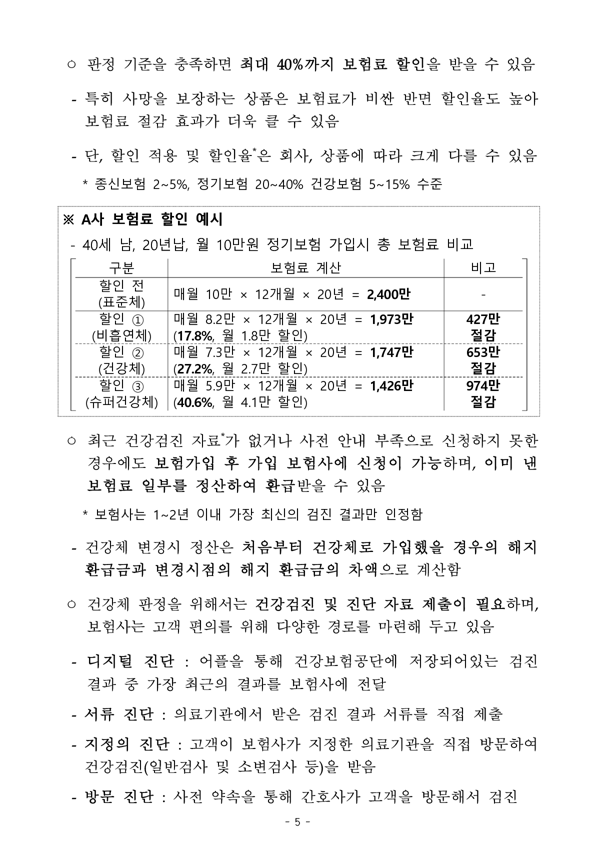 ○ 판정 기준을 충족하면 최대 40%까지 보험료 할인을 받을 수 있음
- 특히 사망을 보장하는 상품은 보험료가 비싼 반면 할인율도 높아
보험료 절감 효과가 더욱 클 수 있음
- 단, 할인 적용 및 할인율*은 회사, 상품에 따라 크게 다를 수 있음
* 종신보험 2~5%, 정기보험 20~40% 건강보험 5~15% 수준
※ A사 보험료 할인 예시
- 40세 남, 20년납, 월 10만원 정기보험 가입시 총 보험료 비교
구분 보험료 계산 비고
할인 전
(표준체) 매월 10만 × 12개월 × 20년 = 2,400만 -
할인 ① 매월 8.2만 × 12개월 × 20년 = 1,973만 427만
(비흡연체) (17.8%, 월 1.8만 할인) 절감
할인 ② 매월 7.3만 × 12개월 × 20년 = 1,747만 653만
(건강체) (27.2%, 월 2.7만 할인) 절감
할인 ③ 매월 5.9만 × 12개월 × 20년 = 1,426만 974만
(슈퍼건강체) (40.6%, 월 4.1만 할인) 절감
○ 최근 건강검진 자료*가 없거나 사전 안내 부족으로 신청하지 못한
경우에도 보험가입 후 가입 보험사에 신청이 가능하며, 이미 낸
보험료 일부를 정산하여 환급받을 수 있음
* 보험사는 1~2년 이내 가장 최신의 검진 결과만 인정함
- 건강체 변경시 정산은 처음부터 건강체로 가입했을 경우의 해지
환급금과 변경시점의 해지 환급금의 차액으로 계산함
○ 건강체 판정을 위해서는 건강검진 및 진단 자료 제출이 필요하며,
보험사는 고객 편의를 위해 다양한 경로를 마련해 두고 있음
- 디지털 진단 : 어플을 통해 건강보험공단에 저장되어있는 검진
결과 중 가장 최근의 결과를 보험사에 전달
- 서류 진단 : 의료기관에서 받은 검진 결과 서류를 직접 제출
- 지정의 진단 : 고객이 보험사가 지정한 의료기관을 직접 방문하여
건강검진(일반검사 및 소변검사 등)을 받음
- 방문 진단 : 사전 약속을 통해 간호사가 고객을 방문해서 검진
- 5 -